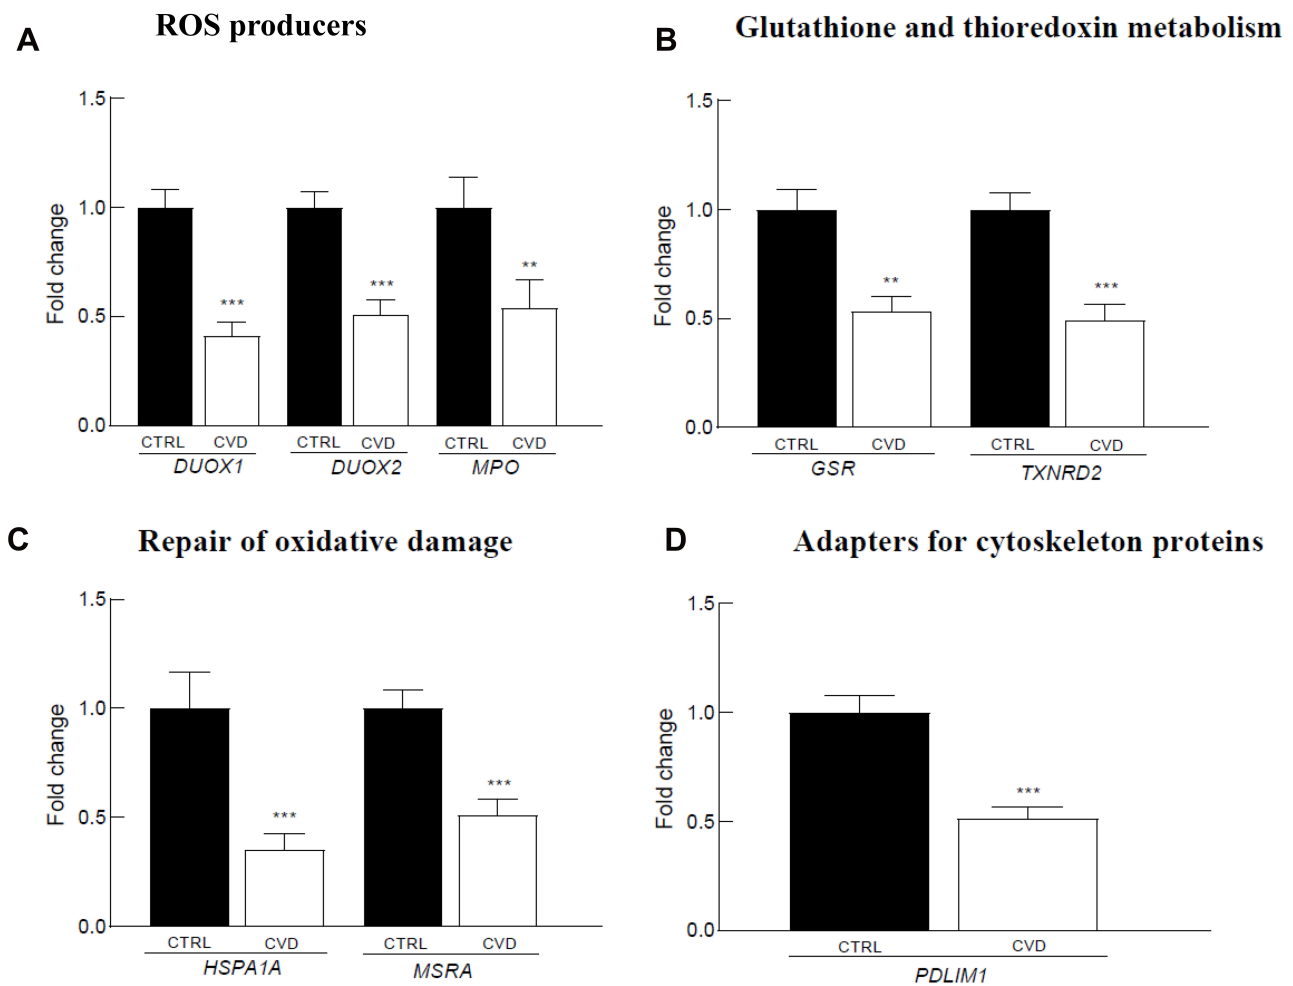 A
ROS producers
1.5
1.0
0.5
0.0
Fold change
***
***
**
CTRL CVD CTRL CVD CTRL CVD
DUOX1 DUOX2 MPO
B
Glutathione and thioredoxin metabolism
1.5
1.0
0.5
0.0
Fold change
**
***
CTRL CVD CTRL CVD
GSR TXNRD2
C
Repair of oxidative damage
1.5
1.0
0.5
0.0
Fold change
***
***
CTRL CVD CTRL CVD
HSPA1A MSRA
D
Adapters for cytoskeleton proteins
1.5
1.0
0.5
0.0
Fold change
***
CTRL CVD
PDLIM1